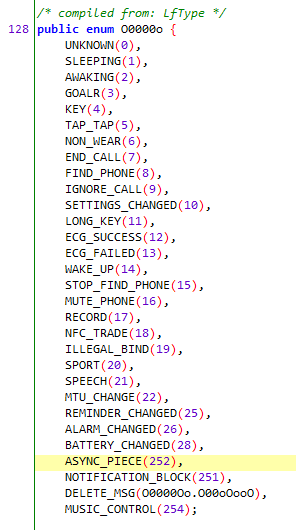 /* compiled from: LfType */
128 public enum O0000o {
UNKNOWN(0),
SLEEPING(1),
AWAKING(2),
GOALR(3),
KEY(4),
TAP_TAP(5),
NON_WEAR(6),
END_CALL(7),
FIND_PHONE(8),
IGNORE_CALL(9),
SETTINGS_CHANGED(10),
LONG_KEY(11),
ECG_SUCCESS(12),
ECG_FAILED(13),
WAKE_UP(14),
STOP_FIND_PHONE(15),
MUTE_PHONE(16),
RECORD(17),
NFC_TRADE(18),
ILLEGAL_BIND(19),
SPORT(20),
SPEECH(21),
MTU_CHANGE(22),
REMINDER_CHANGED(25),
ALARM_CHANGED(26),
BATTERY_CHANGED(28),
ASYNC_PIECE(252),
NOTIFICATION_BLOCK(251),
DELETE_MSG(O0000Oo.O00oOooO),
MUSIC_CONTROL(254);